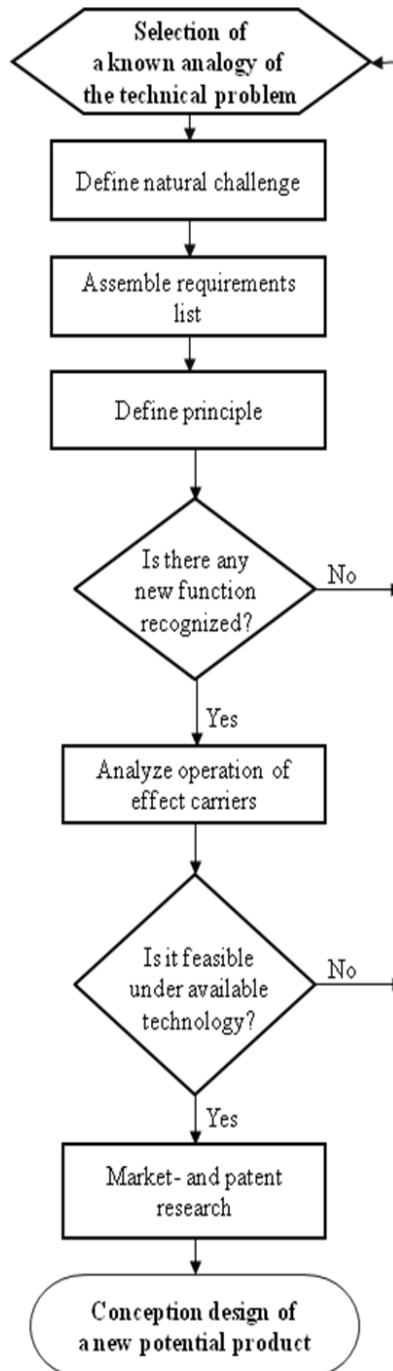 Selection of
a known analogy of
the technical problem
Define natural challenge
Assemble requirements
list
Define principle
Is there any
new function
recognized?
No
Yes
Analyze operation of
effect carriers
Is it feasible
under available
technology?
No
Yes
Market- and patent
research
Conception design of
a new potential product